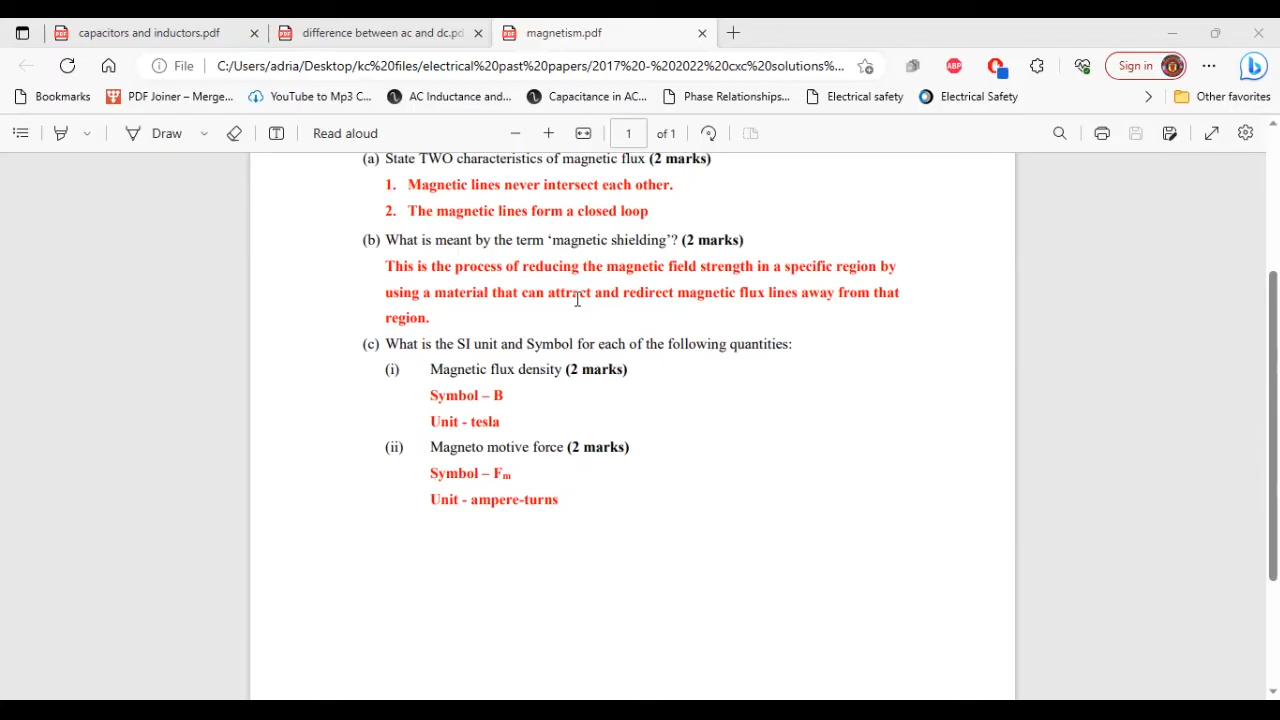 capacitors and inductors.pdf
difference between ac and dc.pd
magnetism.pdf
File
C:/Users/adria/Desktop/kc%20files/electrical%20past%20papers/2017%20-%202022%20cxc%20solutions%...
Sign in
Bookmarks
PDF Joiner – Merge...
YouTube to Mp3 C...
AC Inductance and...
Capacitance in AC...
Phase Relationships...
Electrical safety
Electrical Safety
Other favorites
Draw
Read aloud
1 of 1
(a) State TWO characteristics of magnetic flux (2 marks)
1. Magnetic lines never intersect each other.
2. The magnetic lines form a closed loop
(b) What is meant by the term ‘magnetic shielding’? (2 marks)
This is the process of reducing the magnetic field strength in a specific region by
using a material that can attract and redirect magnetic flux lines away from that
region.
(c) What is the SI unit and Symbol for each of the following quantities:
(i) Magnetic flux density (2 marks)
Symbol – B
Unit - tesla
(ii) Magneto motive force (2 marks)
Symbol – Fm
Unit - ampere-turns